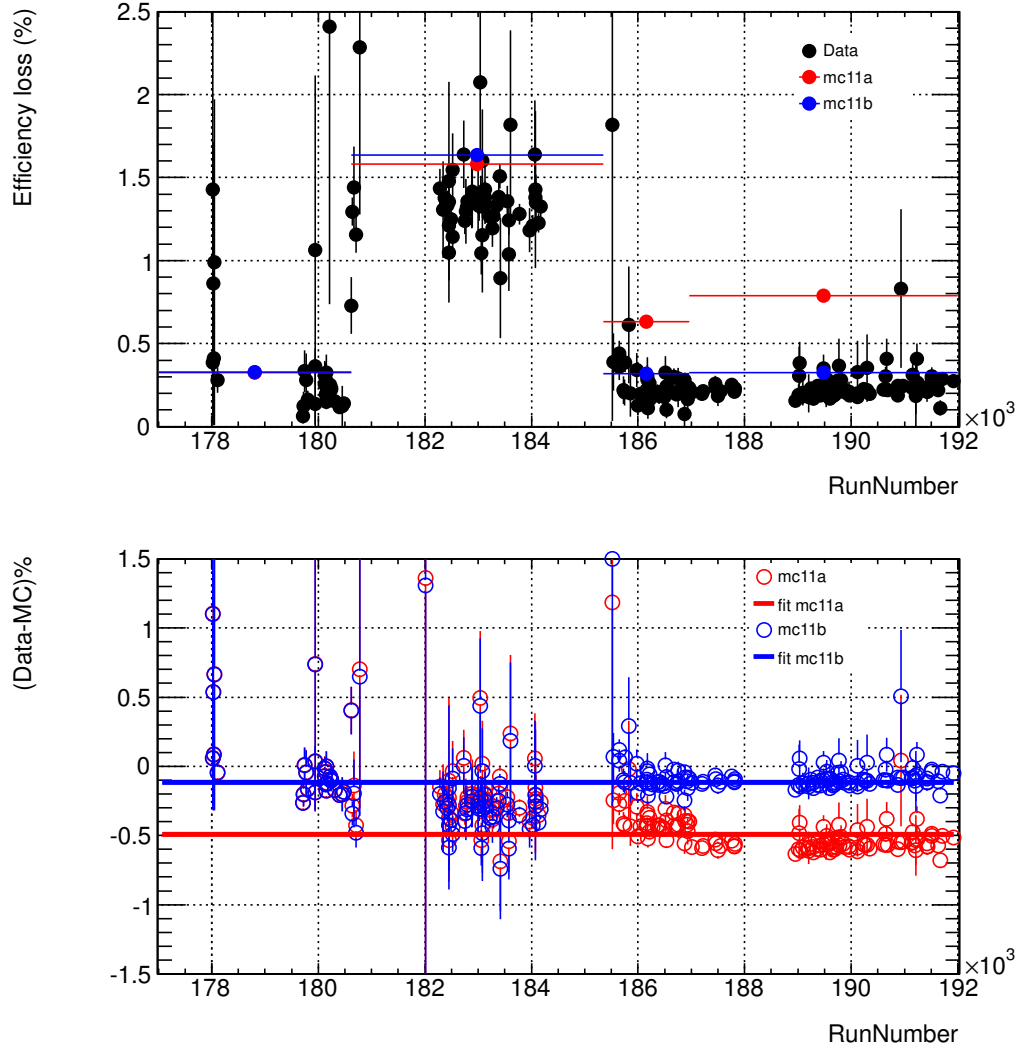 Efficiency loss (%)
2.5
2
1.5
1
0.5
0
Data
mc11a
mc11b
178 180 182 184 186 188 190 192
×10³
RunNumber
(Data-MC)%
1.5
1
0.5
0
-0.5
-1
-1.5
mc11a
fit mc11a
mc11b
fit mc11b
178 180 182 184 186 188 190 192
×10³
RunNumber